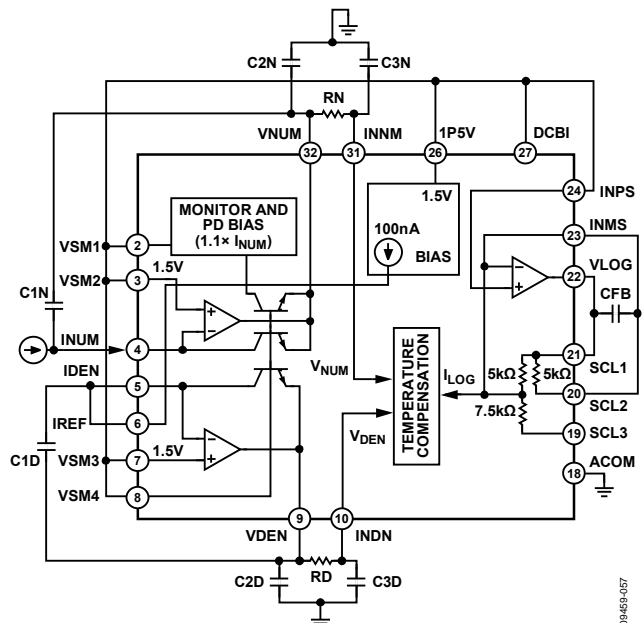 C2N
C3N
RN
VNUM
INNM
1P5V
DCBI
32
31
26
27
INPS
24
MONITOR AND
PD BIAS
(1.1× INUM)
1.5V
100nA
BIAS
INMS
23
VSM1
2
VLOG
22
1.5V
VSM2
3
CFB
C1N
INUM
4
VNUM
IDEN
5
TEMPERATURE
COMPENSATION
ILOG
21
SCL1
5kΩ
5kΩ
20
SCL2
7.5kΩ
IREF
6
VDEN
19
SCL3
1.5V
VSM3
7
C1D
ACOM
18
VSM4
8
9
10
VDEN
INDN
C2D
RD
C3D
09459-057